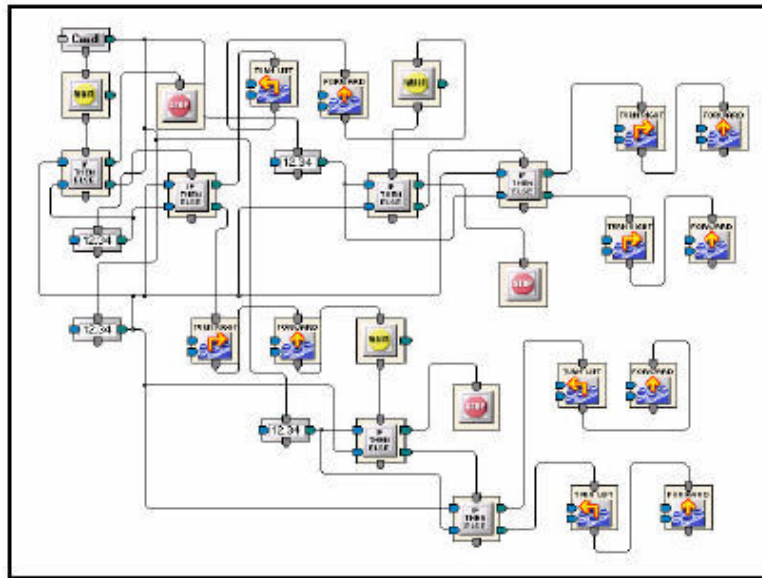 Cmd
TURN LEFT
FORWARD
WAIT
WAIT
STOP
TURN RIGHT
FORWARD
12.34
IF
THEN
ELSE
IF
THEN
ELSE
IF
THEN
ELSE
IF
THEN
ELSE
12.34
TURN RIGHT
FORWARD
STOP
12.34
TURN RIGHT
FORWARD
WAIT
TURN LEFT
FORWARD
STOP
12.34
IF
THEN
ELSE
TURN LEFT
FORWARD
IF
THEN
ELSE